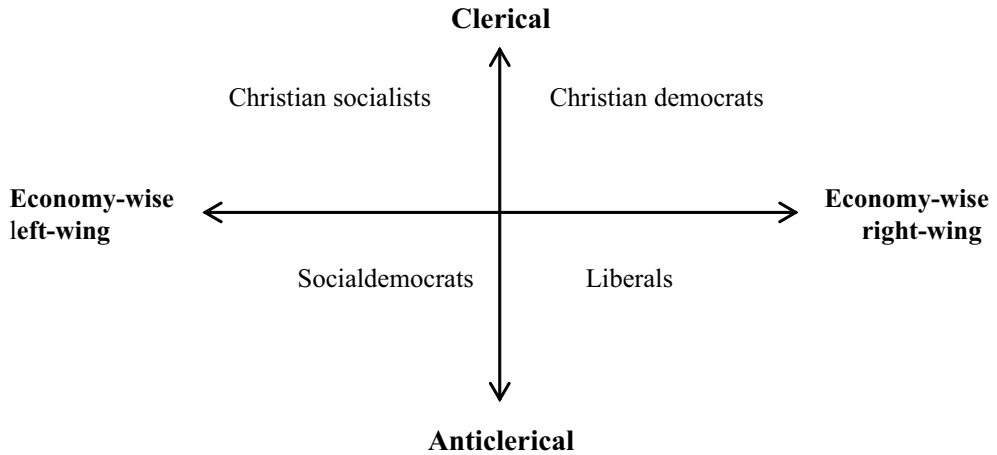 Clerical
Christian socialists
Christian democrats
Economy-wise
left-wing
Economy-wise
right-wing
Socialdemocrats
Liberals
Anticlerical